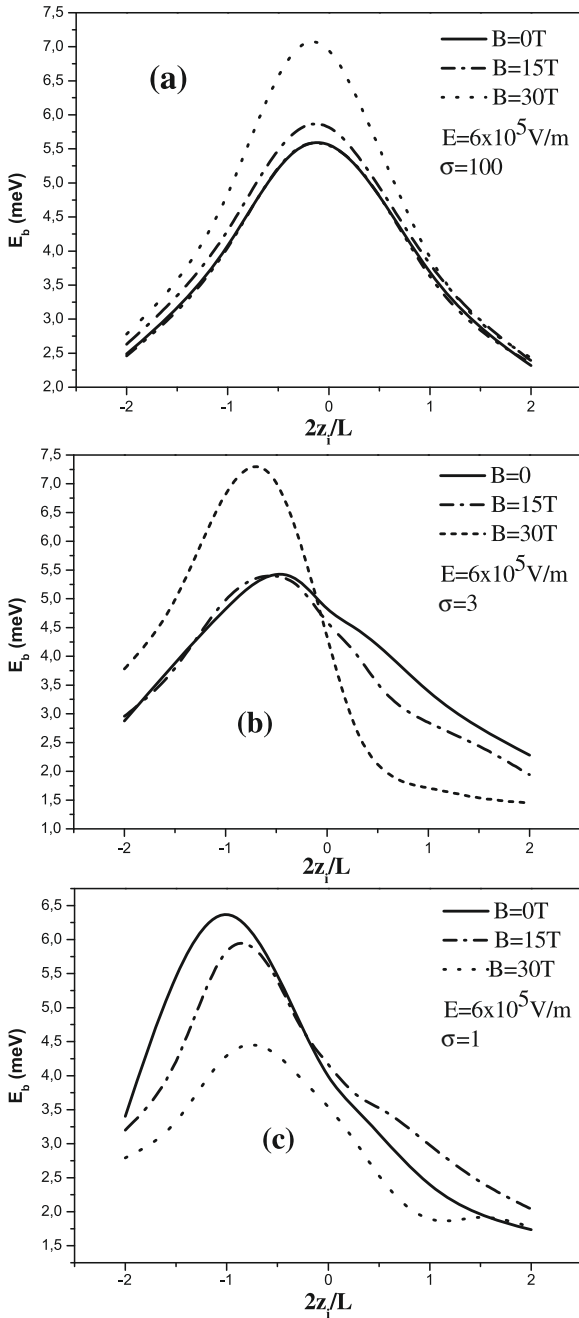 7,5
7,0
6,5
6,0
5,5
5,0
4,5
4,0
3,5
3,0
2,5
2,0
E_b (meV)
(a)
B=0T
B=15T
B=30T
E=6x10^5V/m
σ=100
-2 -1 0 1 2
2z_i/L
7,5
7,0
6,5
6,0
5,5
5,0
4,5
4,0
3,5
3,0
2,5
2,0
1,5
1,0
E_b (meV)
B=0
B=15T
B=30T
E=6x10^5V/m
σ=3
(b)
-2 -1 0 1 2
2z_i/L
6,5
6,0
5,5
5,0
4,5
4,0
3,5
3,0
2,5
2,0
1,5
E_b (meV)
B=0T
B=15T
B=30T
E=6x10^5V/m
σ=1
(c)
-2 -1 0 1 2
2z_i/L